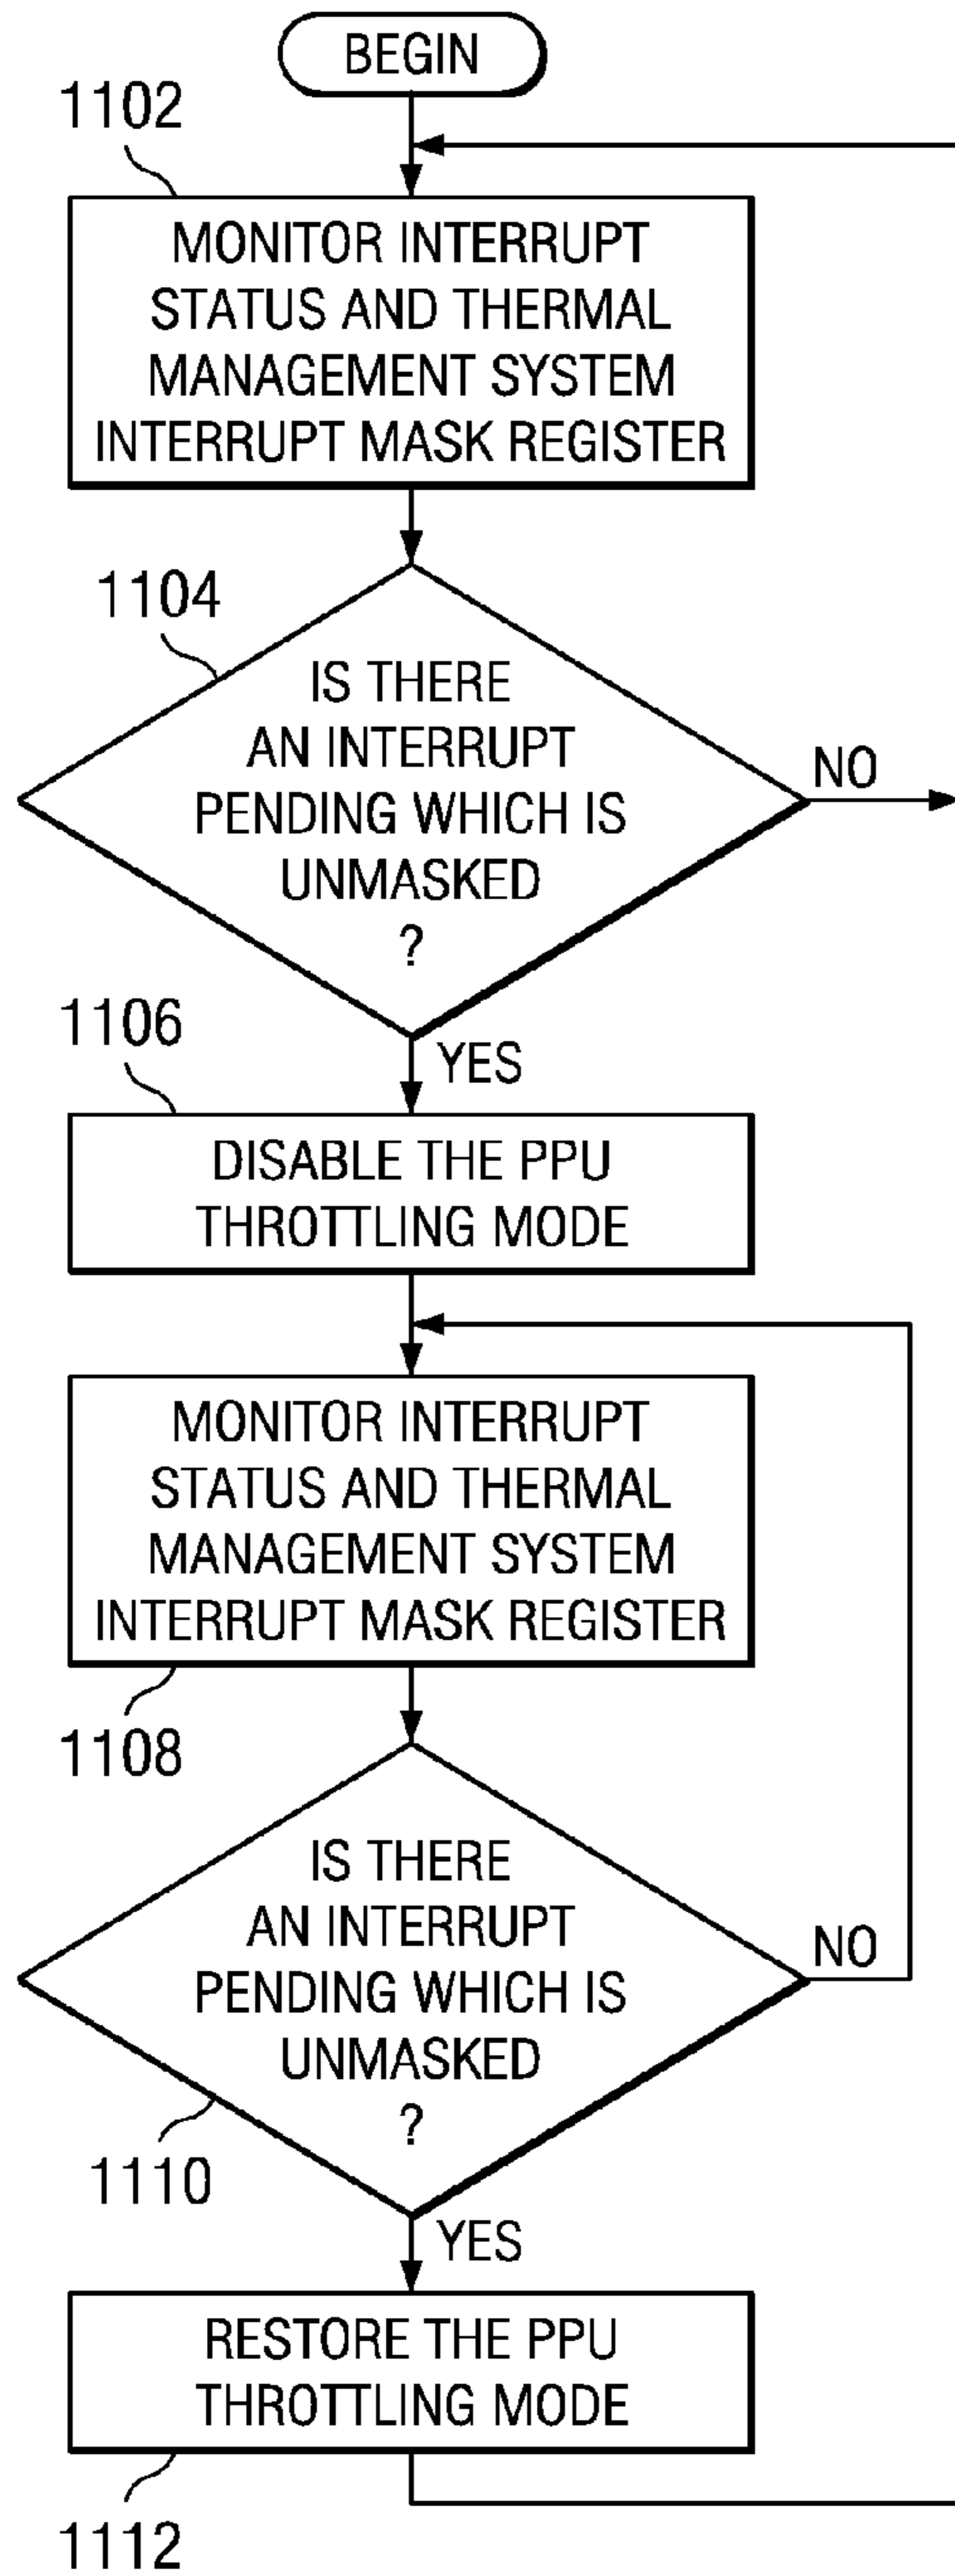 BEGIN
1102
MONITOR INTERRUPT
STATUS AND THERMAL
MANAGEMENT SYSTEM
INTERRUPT MASK REGISTER
1104
IS THERE
AN INTERRUPT
PENDING WHICH IS
UNMASKED
?
NO
YES
1106
DISABLE THE PPU
THROTTLING MODE
MONITOR INTERRUPT
STATUS AND THERMAL
MANAGEMENT SYSTEM
INTERRUPT MASK REGISTER
1108
IS THERE
AN INTERRUPT
PENDING WHICH IS
UNMASKED
?
NO
1110
YES
RESTORE THE PPU
THROTTLING MODE
1112